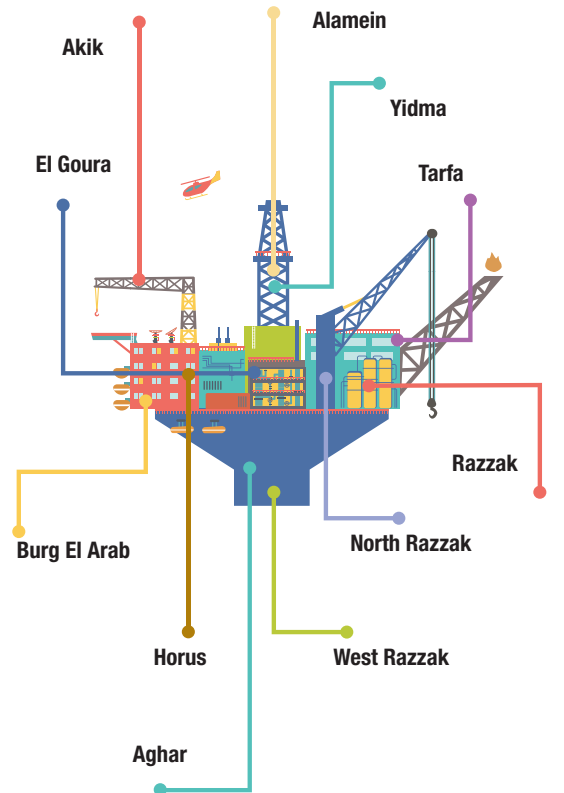 Alamein
Akik
Yidma
El Goura
Tarfa
Razzak
North Razzak
Burg El Arab
Horus
West Razzak
Aghar